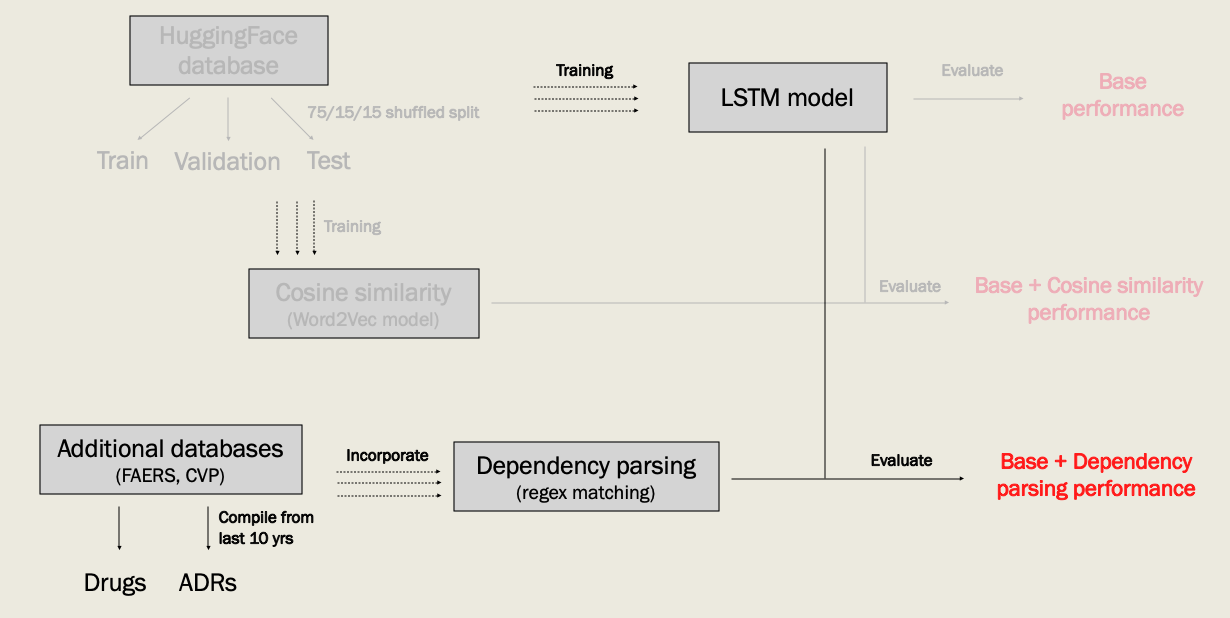 HuggingFace
database
75/15/15 shuffled split
Train
Validation
Test
Training
Training
LSTM model
Evaluate
Base
performance
Cosine similarity
(Word2Vec model)
Evaluate
Base + Cosine similarity
performance
Additional databases
(FAERS, CVP)
Incorporate
Dependency parsing
(regex matching)
Evaluate
Base + Dependency
parsing performance
Compile from
last 10 yrs
Drugs
ADRs